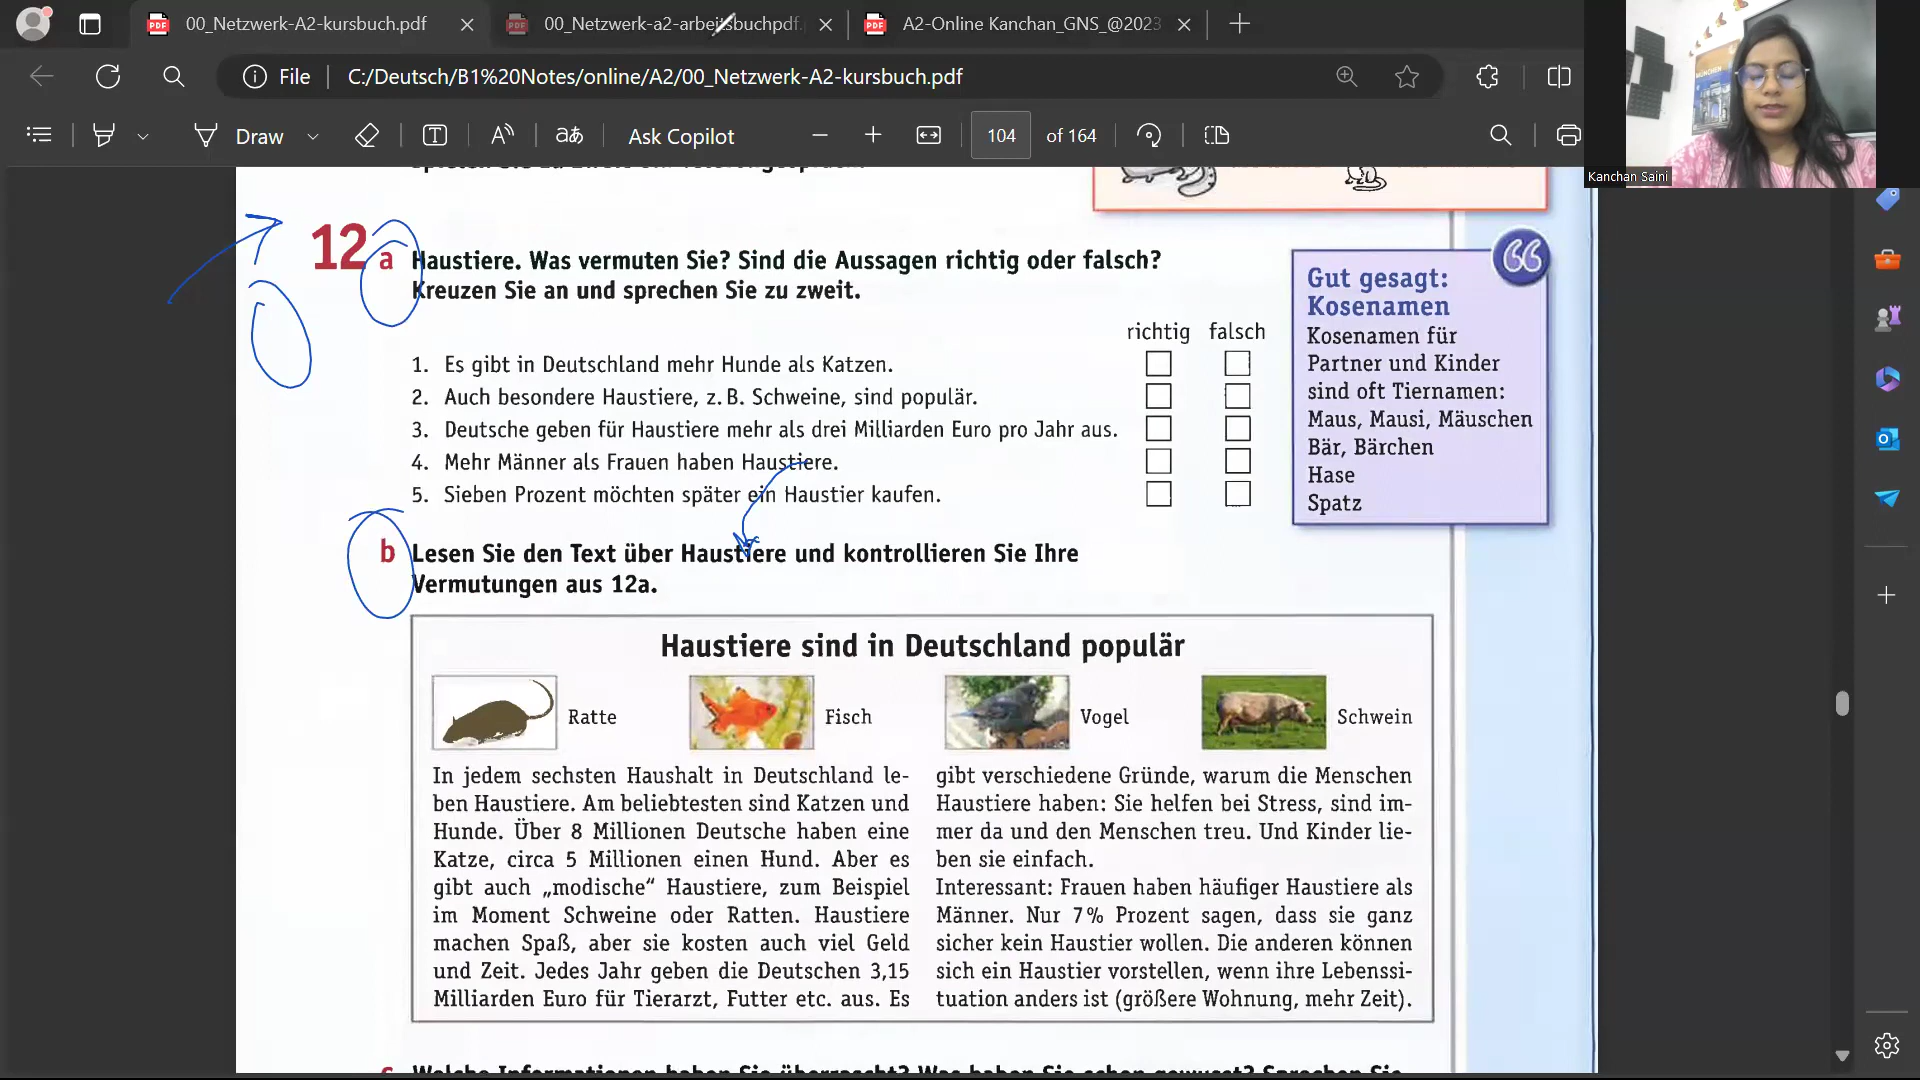 00_Netzwerk-A2-kursbuch.pdf
00_Netzwerk-a2-arbeitsbuchpdf.
A2-Online Kanchan_GNS_@2023
File
C:/Deutsch/B1%20Notes/online/A2/00_Netzwerk-A2-kursbuch.pdf
Draw
Ask Copilot
104 of 164
Kanchan Saini
12 a Haustiere. Was vermuten Sie? Sind die Aussagen richtig oder falsch?
Kreuzen Sie an und sprechen Sie zu zweit.
richtig falsch
1. Es gibt in Deutschland mehr Hunde als Katzen.
2. Auch besondere Haustiere, z. B. Schweine, sind populär.
3. Deutsche geben für Haustiere mehr als drei Milliarden Euro pro Jahr aus.
4. Mehr Männer als Frauen haben Haustiere.
5. Sieben Prozent möchten später ein Haustier kaufen.
Gut gesagt:
Kosenamen
Kosenamen für
Partner und Kinder
sind oft Tiernamen:
Maus, Mausi, Mäuschen
Bär, Bärchen
Hase
Spatz
b Lesen Sie den Text über Haustiere und kontrollieren Sie Ihre
Vermutungen aus 12a.
Haustiere sind in Deutschland populär
Ratte
Fisch
Vogel
Schwein
In jedem sechsten Haushalt in Deutschland le-
ben Haustiere. Am beliebtesten sind Katzen und
Hunde. Über 8 Millionen Deutsche haben eine
Katze, circa 5 Millionen einen Hund. Aber es
gibt auch „modische“ Haustiere, zum Beispiel
im Moment Schweine oder Ratten. Haustiere
machen Spaß, aber sie kosten auch viel Geld
und Zeit. Jedes Jahr geben die Deutschen 3,15
Milliarden Euro für Tierarzt, Futter etc. aus. Es
gibt verschiedene Gründe, warum die Menschen
Haustiere haben: Sie helfen bei Stress, sind im-
mer da und den Menschen treu. Und Kinder lie-
ben sie einfach.
Interessant: Frauen haben häufiger Haustiere als
Männer. Nur 7% Prozent sagen, dass sie ganz
sicher kein Haustier wollen. Die anderen können
sich ein Haustier vorstellen, wenn ihre Lebenssi-
tuation anders ist (größere Wohnung, mehr Zeit).
c Welche Informationen haben Sie überrascht? Was haben Sie schon gewusst? Sprechen Sie